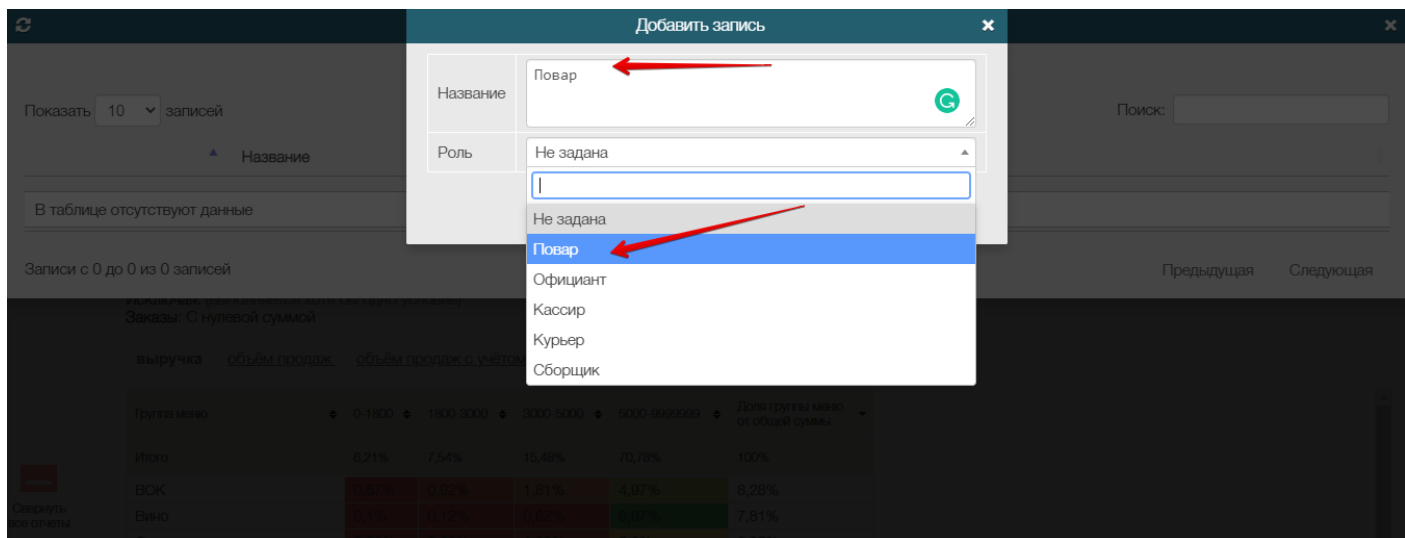 Добавить запись
Название
Повар
Показать 10 записей
Поиск:
Название
Роль
Не задана
В таблице отсутствуют данные
Не задана
Повар
Официант
Кассир
Курьер
Сборщик
Записи с 0 до 0 из 0 записей
Предыдущая Следующая
Заказы: С нулевой суммой
выручка объём продаж объём продаж с учётом
Группа меню 0-1800 1800-3000 3000-5000 5000-9999999 Доля группы меню от общей суммы
Итого 6,21% 7,54% 15,48% 70,78% 100%
ВОК 0,57% 0,92% 1,81% 4,97% 8,28%
Вино 0,1% 0,12% 0,62% 6,97% 7,81%
Свернуть
все отчеты